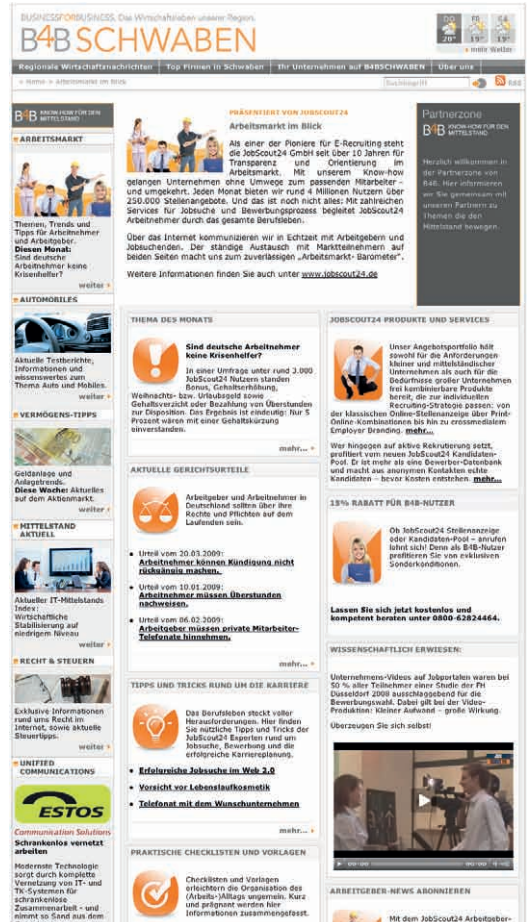 BUSINESSFORBUSINESS. Das Wirtschaftsleben unserer Region.
B4B SCHWABEN
DO FR SA
20° 19° 19°
mehr Wetter
Regionale Wirtschaftsnachrichten | Top Firmen in Schwaben | Ihr Unternehmen auf B4BSCHWABEN | Über uns
» Home > Arbeitsmarkt im Blick
Suchbegriff
RSS
B4B KNOW-HOW FÜR DEN
MITTELSTAND
ARBEITSMARKT
Themen, Trends und
Tipps für Arbeitnehmer
und Arbeitgeber.
Diesen Monat:
Sind deutsche
Arbeitnehmer keine
Krisenhelfer?
weiter
AUTOMOBILES
Aktuelle Testberichte,
Informationen und
wissenswertes zum
Thema Auto und Mobiles.
weiter
VERMÖGENS-TIPPS
Geldanlage und
Anlagetrends.
Diese Woche: Aktuelles
auf dem Aktienmarkt.
weiter
MITTELSTAND
AKTUELL
Aktueller IT-Mittelstands
Index:
Wirtschaftliche
Stabilisierung auf
niedrigem Niveau
weiter
RECHT & STEUERN
Exklusive Informationen
rund ums Recht im
Internet, sowie aktuelle
Steuertipps.
weiter
UNIFIED
COMMUNICATIONS
ESTOS
Communication Solutions
Schrankenlos vernetzt
arbeiten
Modernste Technologie
sorgt durch komplette
Vernetzung von IT- und
TK-Systemen für
schrankenlose
Zusammenarbeit - und
nimmt so Sand aus dem
PRÄSENTIERT VON JOBSCOUT24
Arbeitsmarkt im Blick
Als einer der Pioniere für E-Recruiting steht
die JobScout24 GmbH seit über 10 Jahren für
Transparenz und Orientierung im
Arbeitsmarkt. Mit unserem Know-how
gelangen Unternehmen ohne Umwege zum passenden Mitarbeiter –
und umgekehrt. Jeden Monat bieten wir rund 4 Millionen Nutzern über
250.000 Stellenangebote. Und das ist noch nicht alles: Mit zahlreichen
Services für Jobsuche und Bewerbungsprozess begleitet JobScout24
Arbeitnehmer durch das gesamte Berufsleben.
Über das Internet kommunizieren wir in Echtzeit mit Arbeitgebern und
Jobsuchenden. Der ständige Austausch mit Marktteilnehmern auf
beiden Seiten macht uns zum zuverlässigen „Arbeitsmarkt- Barometer“.
Weitere Informationen finden Sie auch unter www.jobscout24.de
Partnerzone
B4B KNOW-HOW FÜR DEN
MITTELSTAND
Herzlich willkommen in
der Partnerzone von
B4B. Hier informieren
wir Sie gemeinsam mit
unseren Partnern zu
Themen die den
Mittelstand bewegen.
THEMA DES MONATS
Sind deutsche Arbeitnehmer
keine Krisenhelfer?
In einer Umfrage unter rund 3.000
JobScout24 Nutzern standen
Bonus, Gehaltserhöhung,
Weihnachts- bzw. Urlaubsgeld sowie
Gehaltsverzicht oder Bezahlung von Überstunden
zur Disposition. Das Ergebnis ist eindeutig: Nur 5
Prozent wären mit einer Gehaltskürzung
einverstanden.
mehr...
AKTUELLE GERICHTSURTEILE
Arbeitgeber und Arbeitnehmer in
Deutschland sollten über ihre
Rechte und Pflichten auf dem
Laufenden sein.
• Urteil vom 20.03.2009:
Arbeitnehmer können Kündigung nicht
rückgängig machen.
• Urteil vom 10.01.2009:
Arbeitnehmer müssen Überstunden
nachweisen.
• Urteil vom 06.02.2009:
Arbeitgeber müssen private Mitarbeiter-
Telefonate hinnehmen.
mehr...
TIPPS UND TRICKS RUND UM DIE KARRIERE
Das Berufsleben steckt voller
Herausforderungen. Hier finden
Sie nützliche Tipps und Tricks der
JobScout24 Experten rund um
Jobsuche, Bewerbung und die
erfolgreiche Karriereplanung.
• Erfolgreiche Jobsuche im Web 2.0
• Vorsicht vor Lebenslaufkosmetik
• Telefonat mit dem Wunschunternehmen
mehr...
PRAKTISCHE CHECKLISTEN UND VORLAGEN
Checklisten und Vorlagen
erleichtern die Organisation des
(Arbeits-)Alltags ungemein. Kurz
und prägnant werden hier
Informationen zusammengefasst.
JOBSCOUT24 PRODUKTE UND SERVICES
Unser Angebotsportfolio hält
sowohl für die Anforderungen
kleiner und mittelständischer
Unternehmen als auch für die
Bedürfnisse großer Unternehmen
frei kombinierbare Produkte
bereit, die zur individuellen
Recruiting-Strategie passen: von
der klassischen Online-Stellenanzeige über Print-
Online-Kombinationen bis hin zu crossmedialem
Employer Branding. mehr...
Wer hingegen auf aktive Rekrutierung setzt,
profitiert vom neuen JobScout24 Kandidaten-
Pool. Er ist mehr als eine Bewerber-Datenbank
und macht aus anonymen Kontakten echte
Kandidaten – bevor Kosten entstehen. mehr...
15% RABATT FÜR B4B-NUTZER
Ob JobScout24 Stellenanzeige
oder Kandidaten-Pool – anrufen
lohnt sich! Denn als B4B-Nutzer
profitieren Sie von exklusiven
Sonderkonditionen.
Lassen Sie sich jetzt kostenlos und
kompetent beraten unter 0800-62824464.
WISSENSCHAFTLICH ERWIESEN:
Unternehmens-Videos auf Jobportalen waren bei
50 % aller Teilnehmer einer Studie der FH
Düsseldorf 2008 ausschlaggebend für die
Bewerbungswahl. Dabei gilt bei der Video-
Produktion: Kleiner Aufwand – große Wirkung.
Überzeugen Sie sich selbst!
ARBEITGEBER-NEWS ABONNIEREN
Mit dem JobScout24 Arbeitgeber-